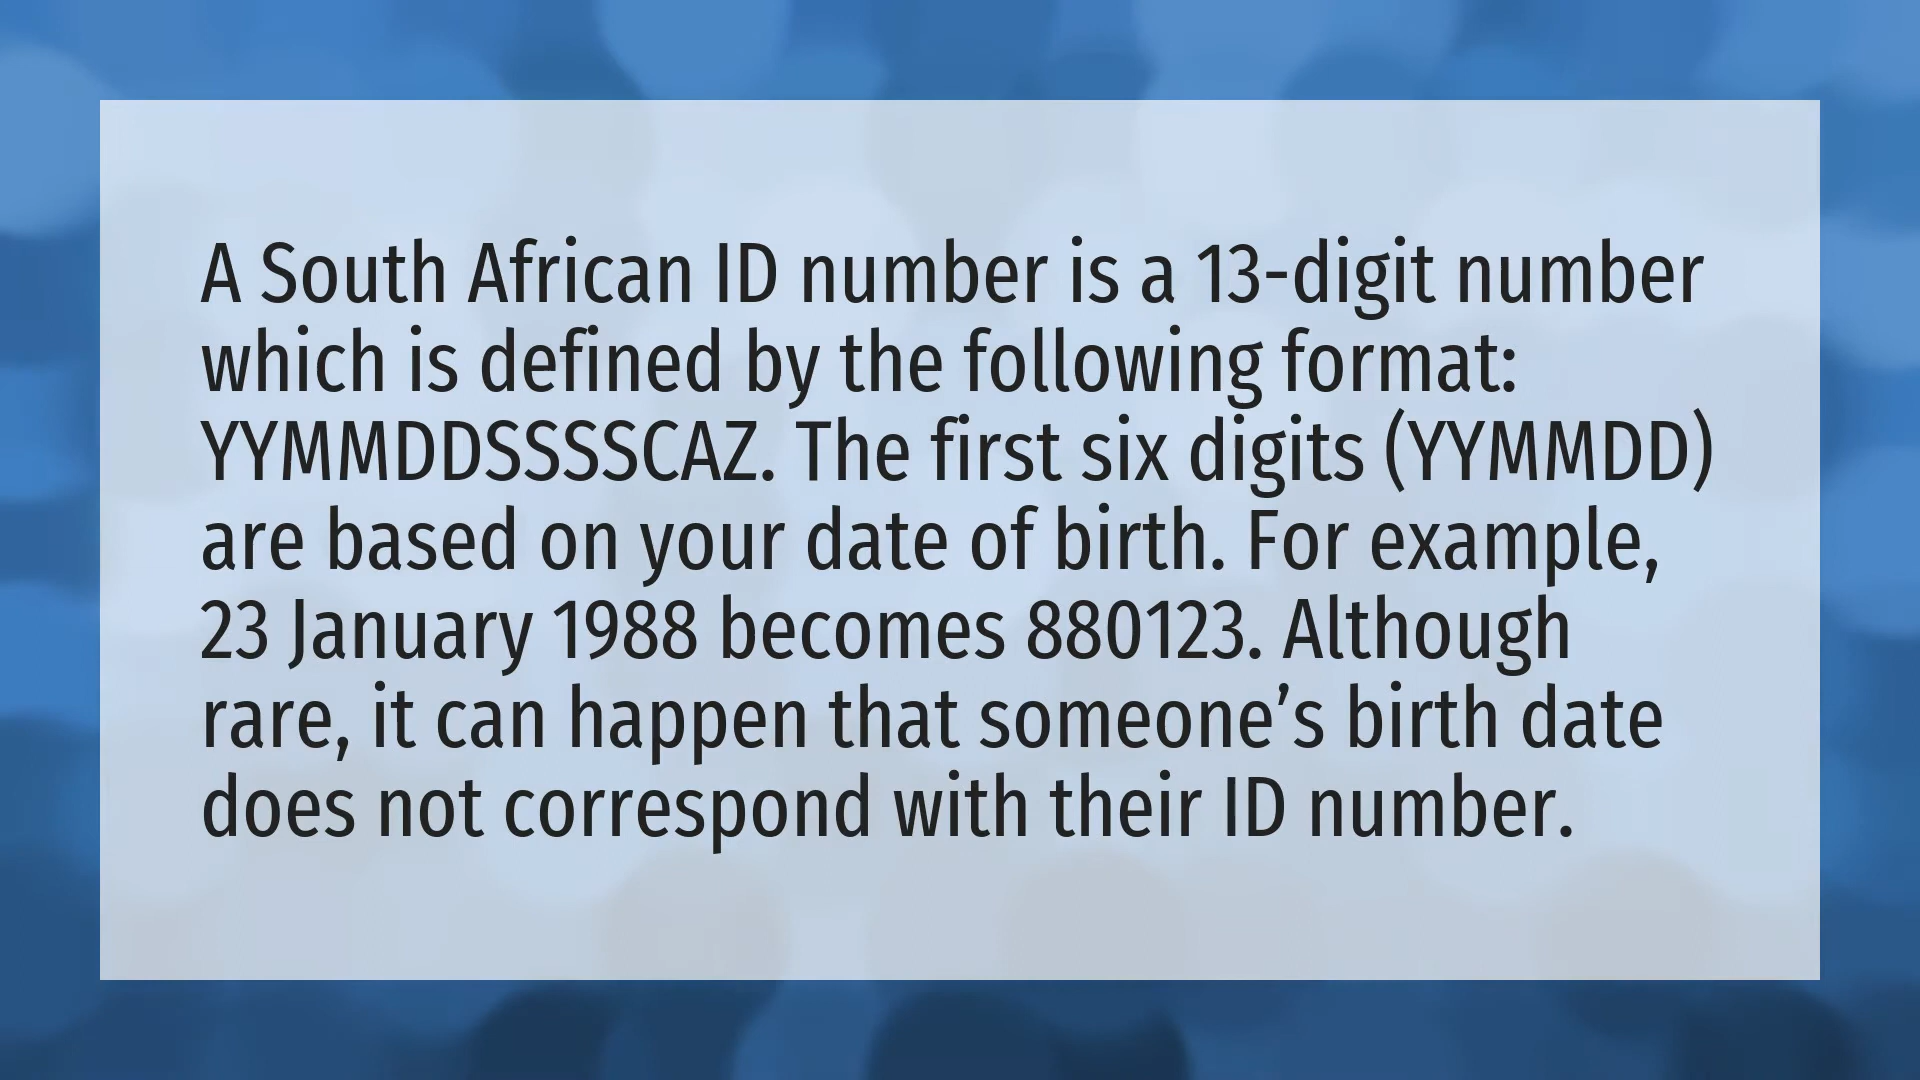 A South African ID number is a 13-digit number
which is defined by the following format:
YYMMDDSSSSCAZ. The first six digits (YYMMDD)
are based on your date of birth. For example,
23 January 1988 becomes 880123. Although
rare, it can happen that someone’s birth date
does not correspond with their ID number.